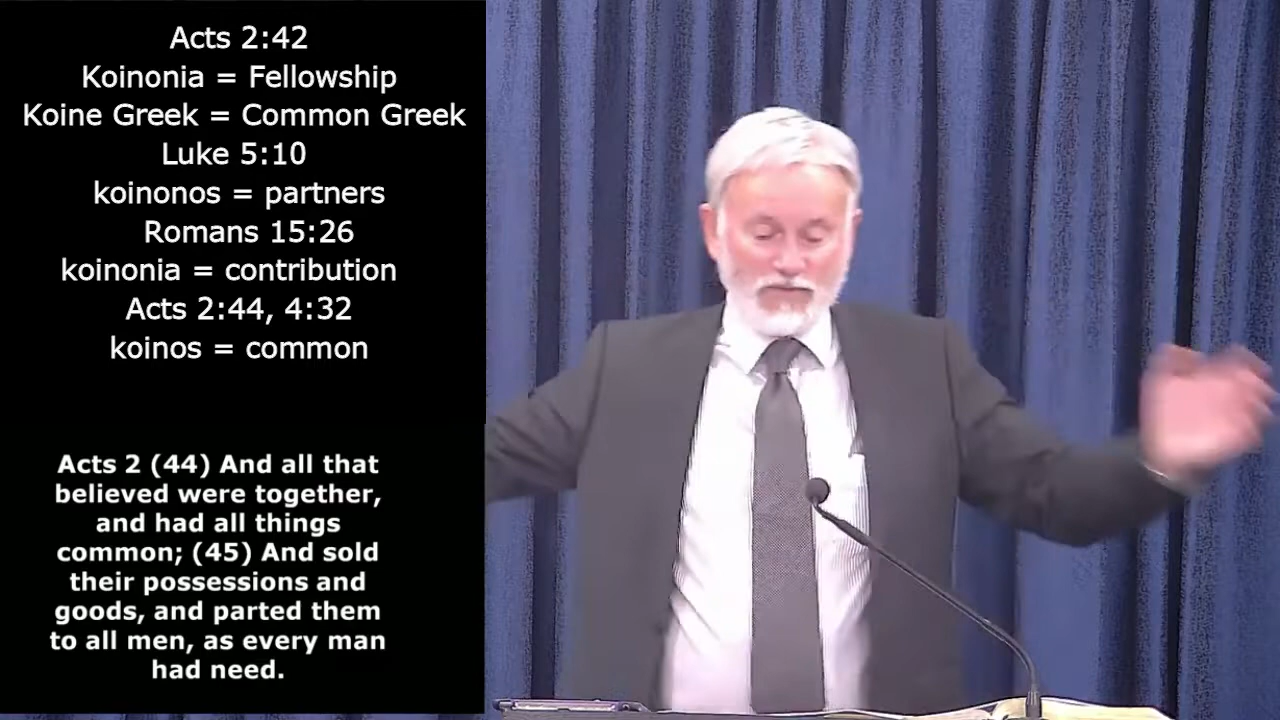 Acts 2:42
Koinonia = Fellowship
Koine Greek = Common Greek
Luke 5:10
koinonos = partners
Romans 15:26
koinonia = contribution
Acts 2:44, 4:32
koinos = common
Acts 2 (44) And all that
believed were together,
and had all things
common; (45) And sold
their possessions and
goods, and parted them
to all men, as every man
had need.